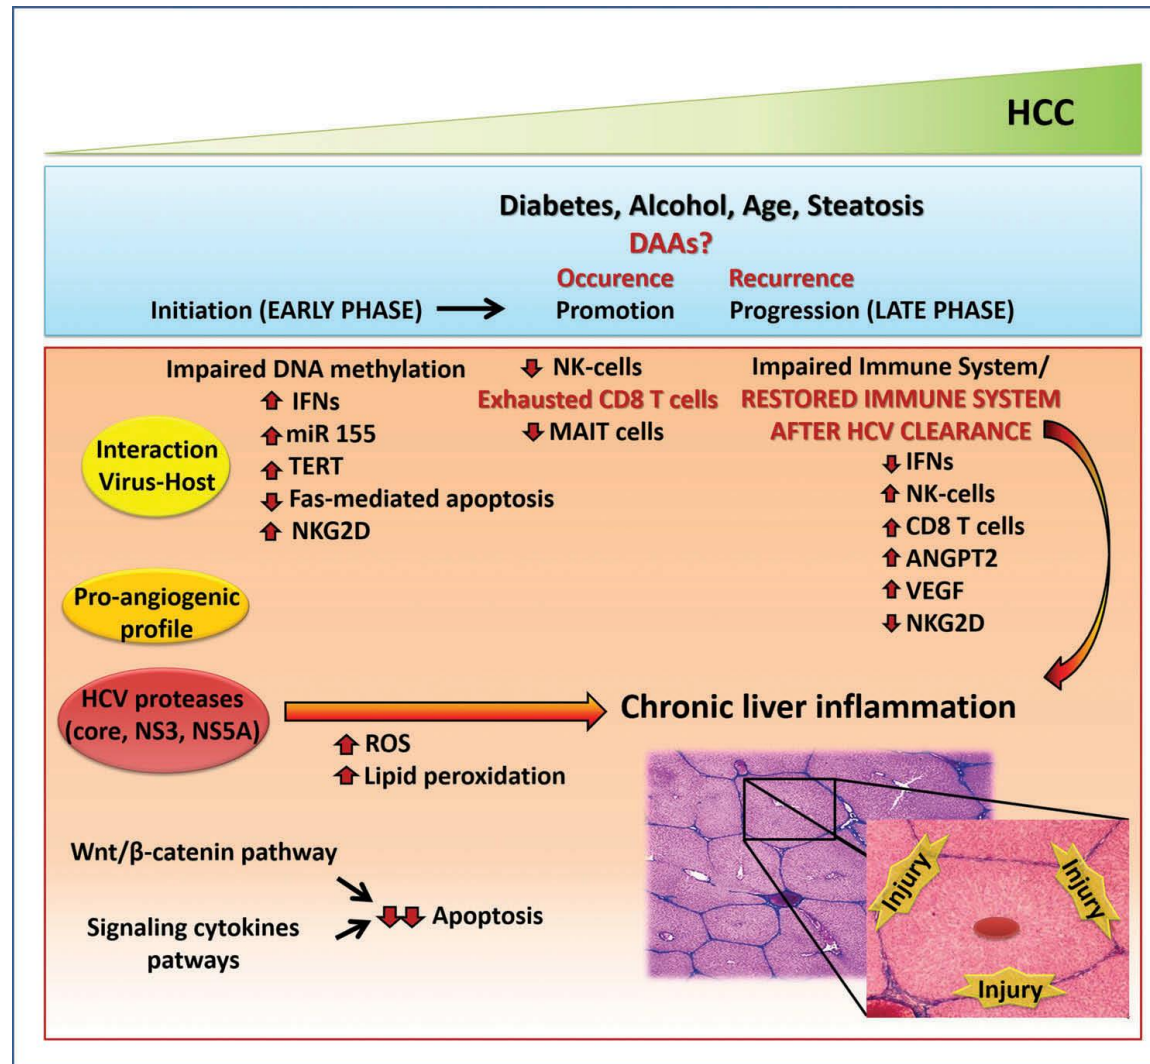 HCC
Diabetes, Alcohol, Age, Steatosis
DAAs?
Occurence
Recurrence
Initiation (EARLY PHASE)
Promotion
Progression (LATE PHASE)
Interaction
Virus-Host
Impaired DNA methylation
IFNs
miR 155
TERT
Fas-mediated apoptosis
NKG2D
NK-cells
Exhausted CD8 T cells
MAIT cells
Impaired Immune System/
RESTORED IMMUNE SYSTEM
AFTER HCV CLEARANCE
IFNs
NK-cells
CD8 T cells
ANGPT2
VEGF
NKG2D
Pro-angiogenic
profile
HCV proteases
(core, NS3, NS5A)
ROS
Lipid peroxidation
Chronic liver inflammation
Wnt/β-catenin pathway
Signaling cytokines
patways
Apoptosis
Injury
Injury
Injury